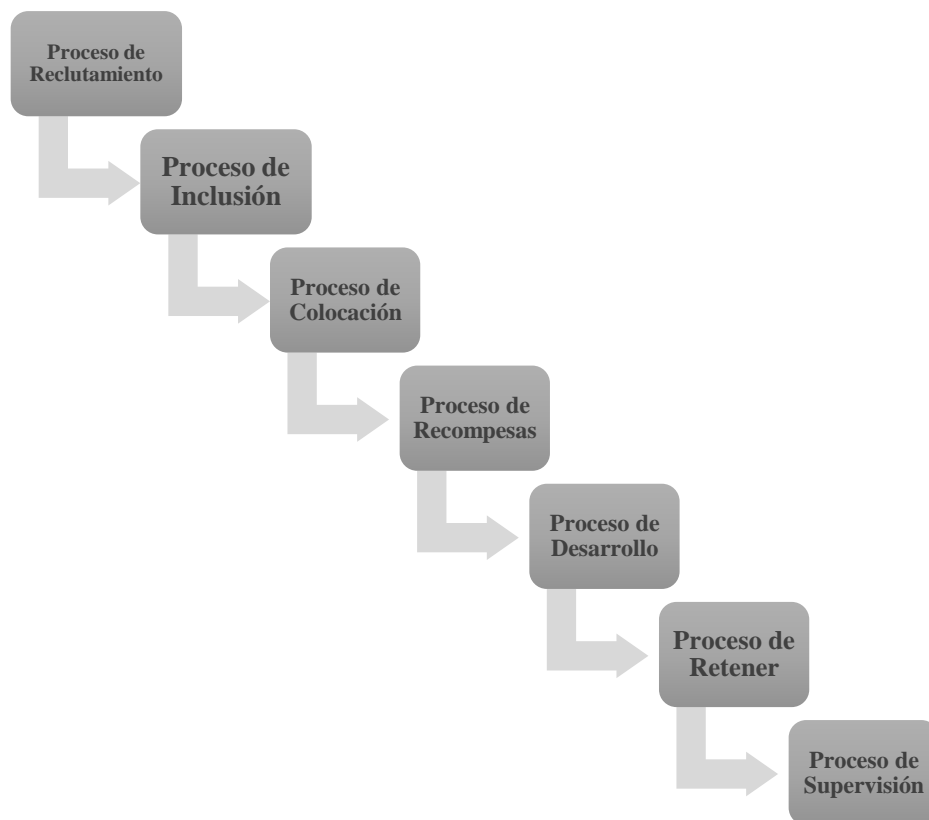 Proceso de
Reclutamiento
Proceso de
Inclusión
Proceso de
Colocación
Proceso de
Recompesas
Proceso de
Desarrollo
Proceso de
Retener
Proceso de
Supervisión